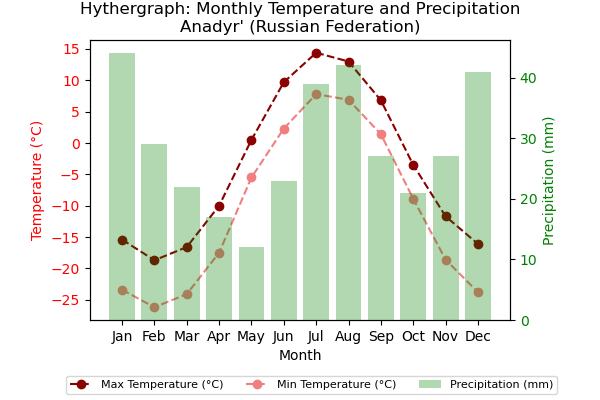 Hythergraph: Monthly Temperature and Precipitation
Anadyr' (Russian Federation)
15
10
5
0
−5
−10
−15
−20
−25
Temperature (°C)
40
30
20
10
0
Precipitation (mm)
Jan Feb Mar Apr May Jun Jul Aug Sep Oct Nov Dec
Month
Max Temperature (°C) Min Temperature (°C) Precipitation (mm)